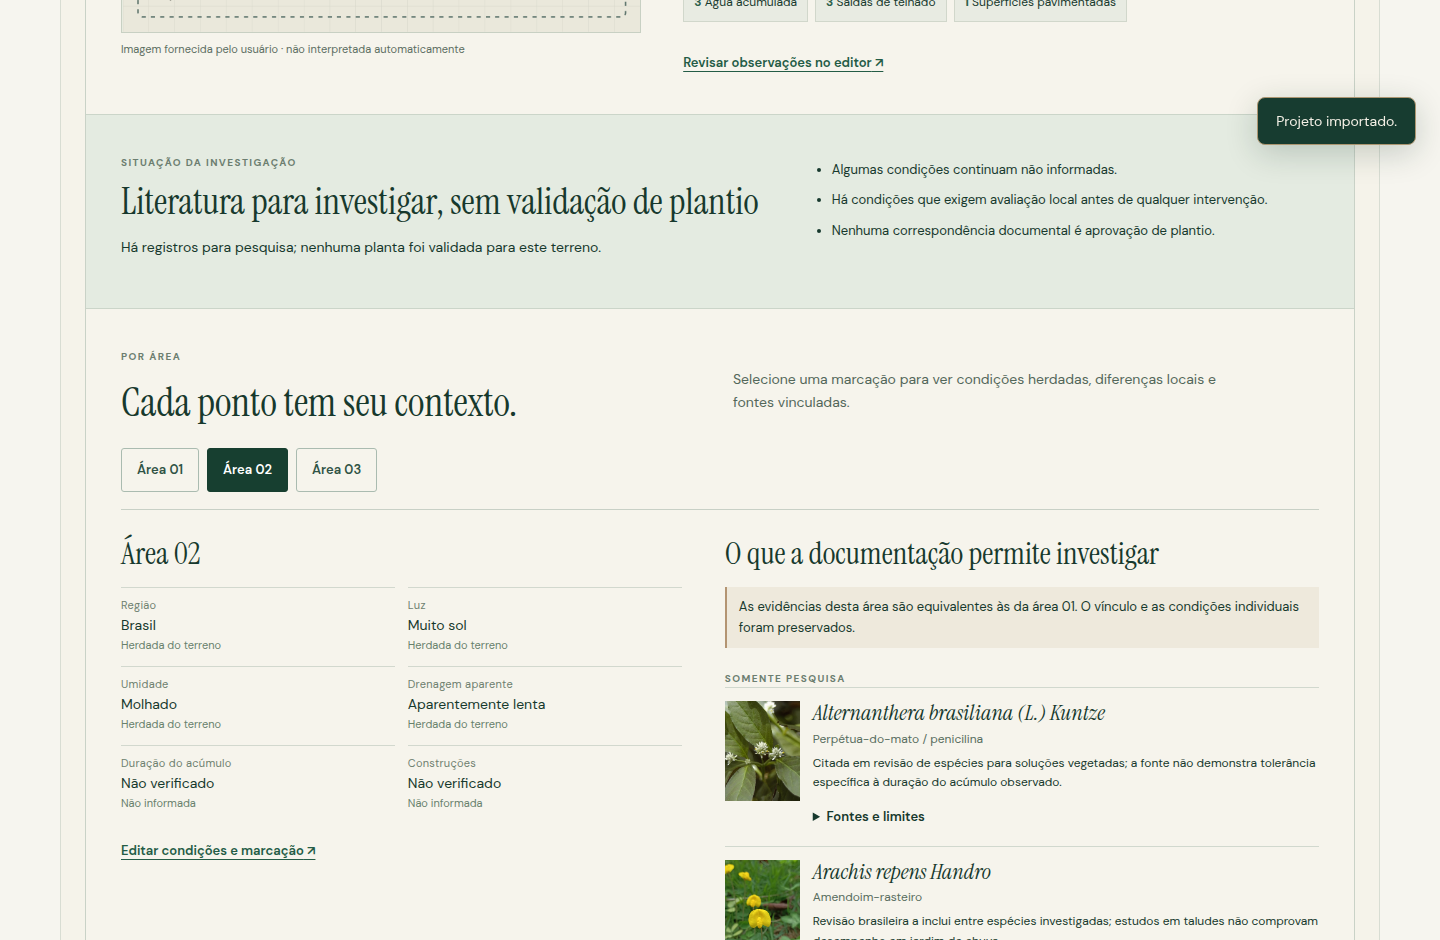 3 Água acumulada
3 Saídas de telhado
1 Superfícies pavimentadas
Imagem fornecida pelo usuário · não interpretada automaticamente
Revisar observações no editor ↗
Projeto importado.
SITUAÇÃO DA INVESTIGAÇÃO
Literatura para investigar, sem validação de plantio
Há registros para pesquisa; nenhuma planta foi validada para este terreno.
• Algumas condições continuam não informadas.
• Há condições que exigem avaliação local antes de qualquer intervenção.
• Nenhuma correspondência documental é aprovação de plantio.
POR ÁREA
Cada ponto tem seu contexto.
Selecione uma marcação para ver condições herdadas, diferenças locais e
fontes vinculadas.
Área 01
Área 02
Área 03
Área 02
Região
Brasil
Herdada do terreno
Luz
Muito sol
Herdada do terreno
Umidade
Molhado
Herdada do terreno
Drenagem aparente
Aparentemente lenta
Herdada do terreno
Duração do acúmulo
Não verificado
Não informada
Construções
Não verificado
Não informada
Editar condições e marcação ↗
O que a documentação permite investigar
As evidências desta área são equivalentes às da área 01. O vínculo e as condições individuais
foram preservados.
SOMENTE PESQUISA
Alternanthera brasiliana (L.) Kuntze
Perpétua-do-mato / penicilina
Citada em revisão de espécies para soluções vegetadas; a fonte não demonstra tolerância
específica à duração do acúmulo observado.
▶ Fontes e limites
Arachis repens Handro
Amendoim-rasteiro
Revisão brasileira a inclui entre espécies investigadas; estudos em taludes não comprovam